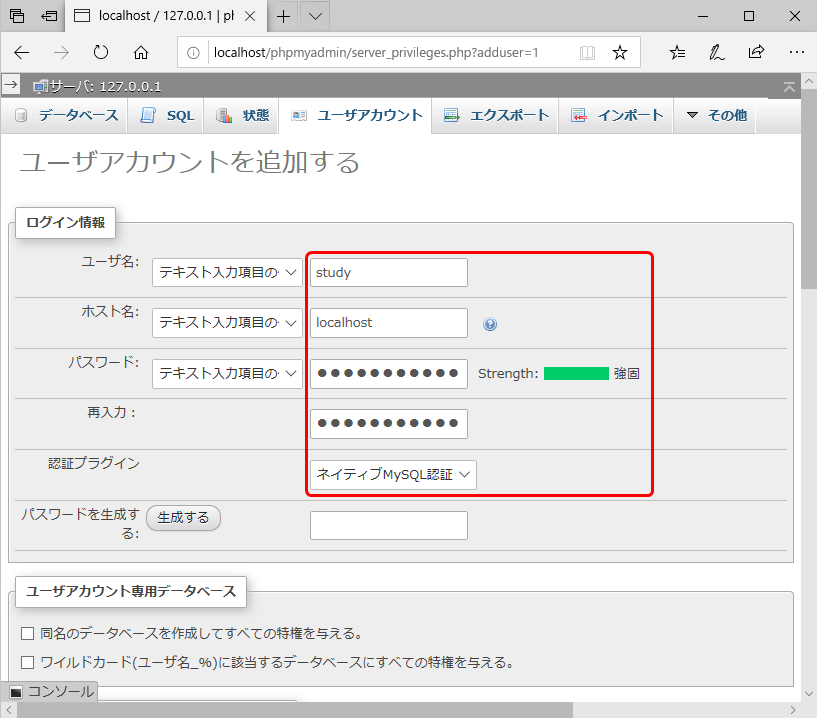 localhost / 127.0.0.1 | pl
localhost/phpmyadmin/server_privileges.php?adduser=1
サーバ: 127.0.0.1
データベース SQL 状態 ユーザアカウント エクスポート インポート その他
ユーザアカウントを追加する
ログイン情報
ユーザ名: テキスト入力項目の study
ホスト名: テキスト入力項目の localhost
パスワード: テキスト入力項目の ●●●●●●●●●●● Strength: 強固
再入力: ●●●●●●●●●●●
認証プラグイン ネイティブMySQL認証
パスワードを生成す
る: 生成する
ユーザアカウント専用データベース
同名のデータベースを作成してすべての特権を与える。
ワイルドカード(ユーザ名_%)に該当するデータベースにすべての特権を与える。
コンソール